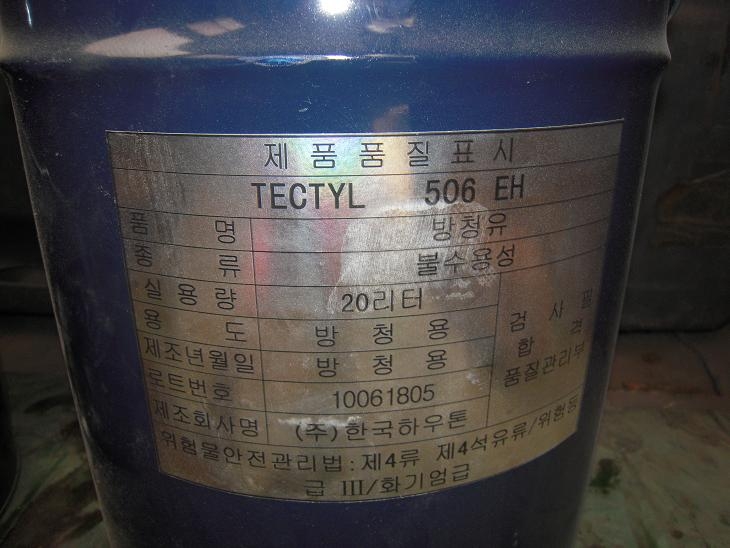 제품품질표시
TECTYL 506 EH
품명 방청유
종류 불수용성
실용량 20리터
용도 방청용
제조년월일 방청용
로트번호 10061805
제조회사명 (주)한국하우톤
검사필
합격
품질관리부
위험물안전관리법:제4류 제4석유류/위험등
급 III/화기엄급